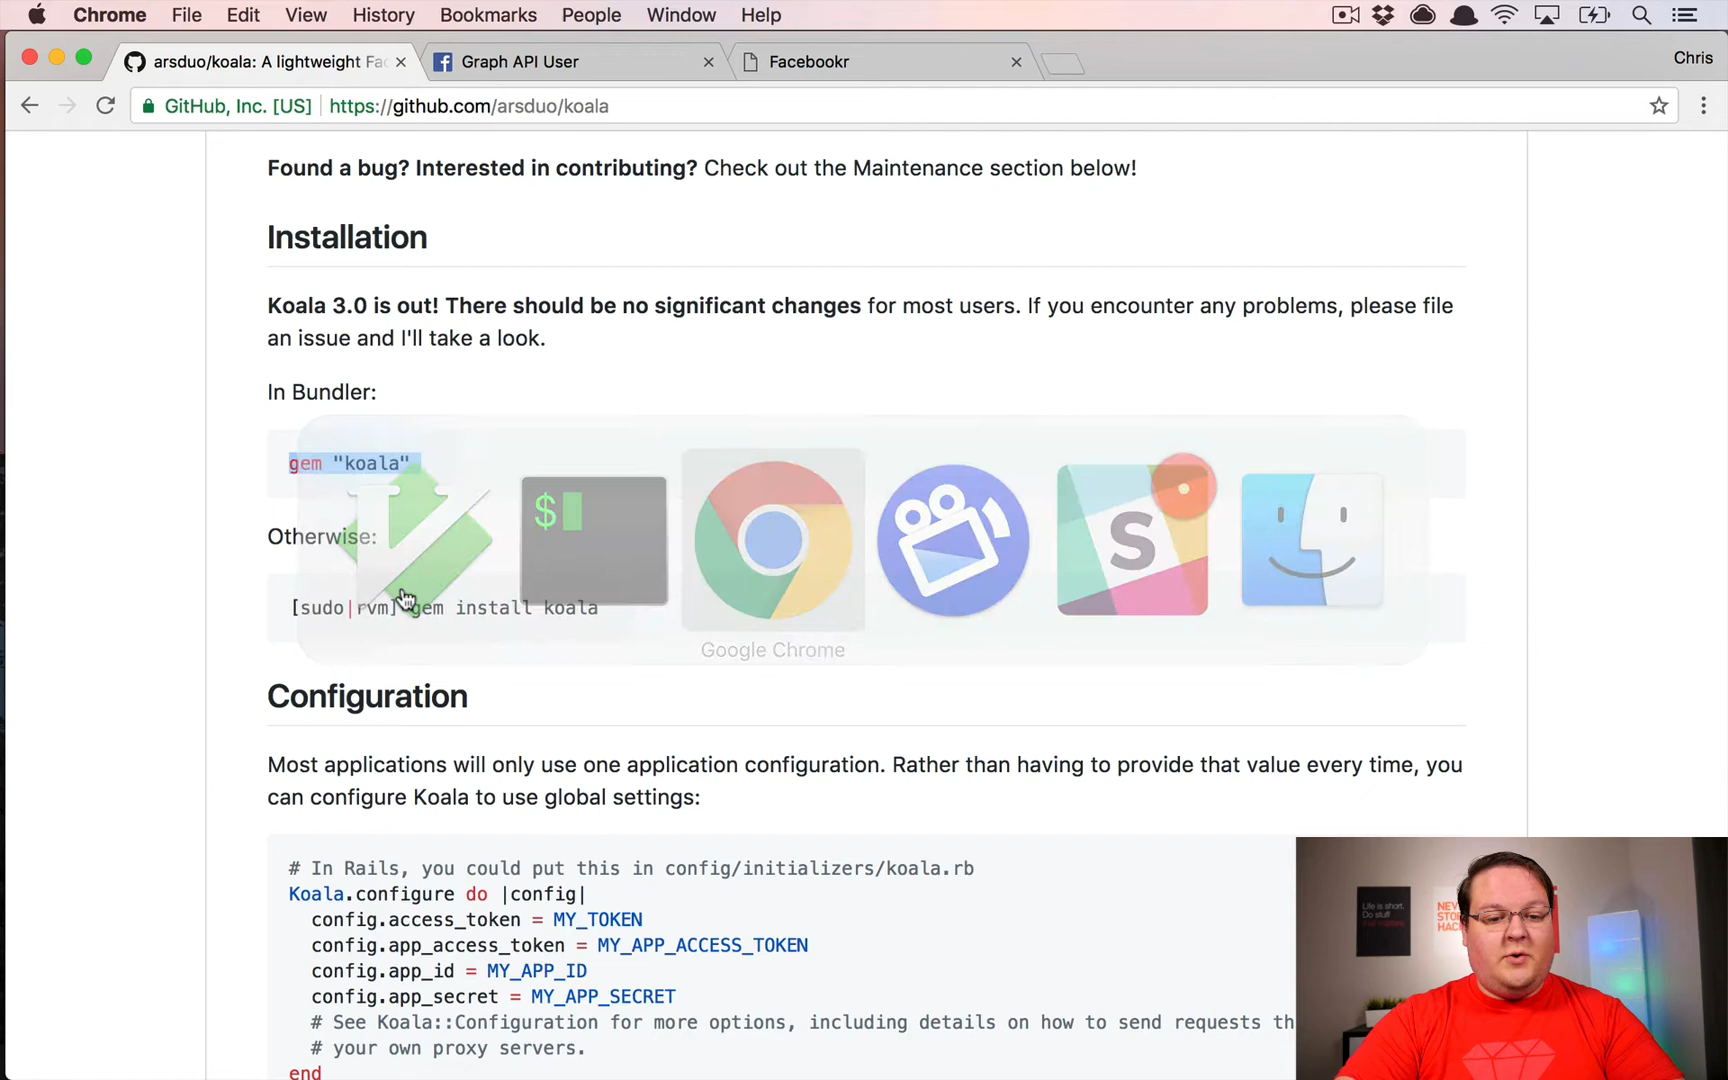 Chrome File Edit View History Bookmarks People Window Help
arsduo/koala: A lightweight Fac
Graph API User
Facebookr
Chris
GitHub, Inc. [US] https://github.com/arsduo/koala
Found a bug? Interested in contributing? Check out the Maintenance section below!
Installation
Koala 3.0 is out! There should be no significant changes for most users. If you encounter any problems, please file
an issue and I'll take a look.
In Bundler:
gem "koala"
$
S
Otherwise:
[sudo|rvm] gem install koala
Google Chrome
Configuration
Most applications will only use one application configuration. Rather than having to provide that value every time, you
can configure Koala to use global settings:
# In Rails, you could put this in config/initializers/koala.rb
Koala.configure do |config|
config.access_token = MY_TOKEN
config.app_access_token = MY_APP_ACCESS_TOKEN
config.app_id = MY_APP_ID
config.app_secret = MY_APP_SECRET
# See Koala::Configuration for more options, including details on how to send requests th
# your own proxy servers.
end
Life is short.
Do stuff